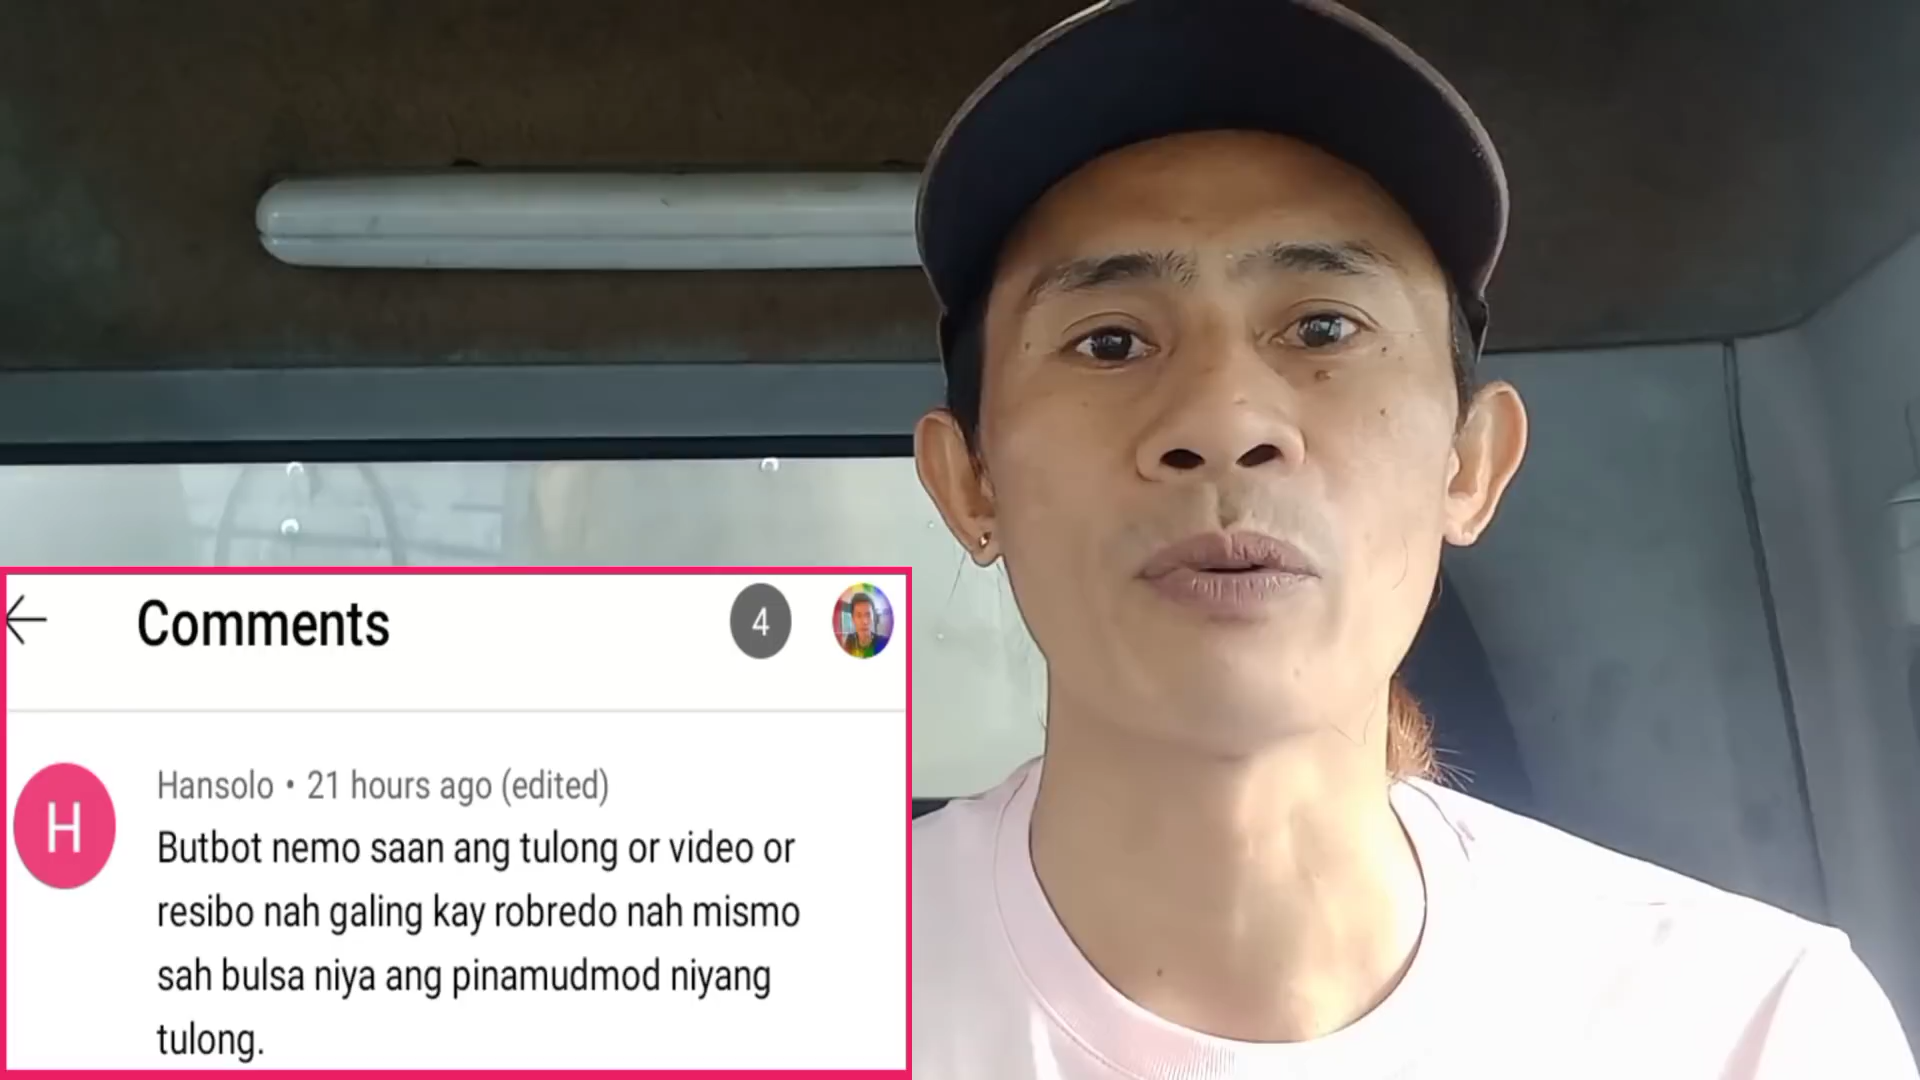 Comments
4
H
Hansolo • 21 hours ago (edited)
Butbot nemo saan ang tulong or video or
resibo nah galing kay robredo nah mismo
sah bulsa niya ang pinamudmod niyang
tulong.